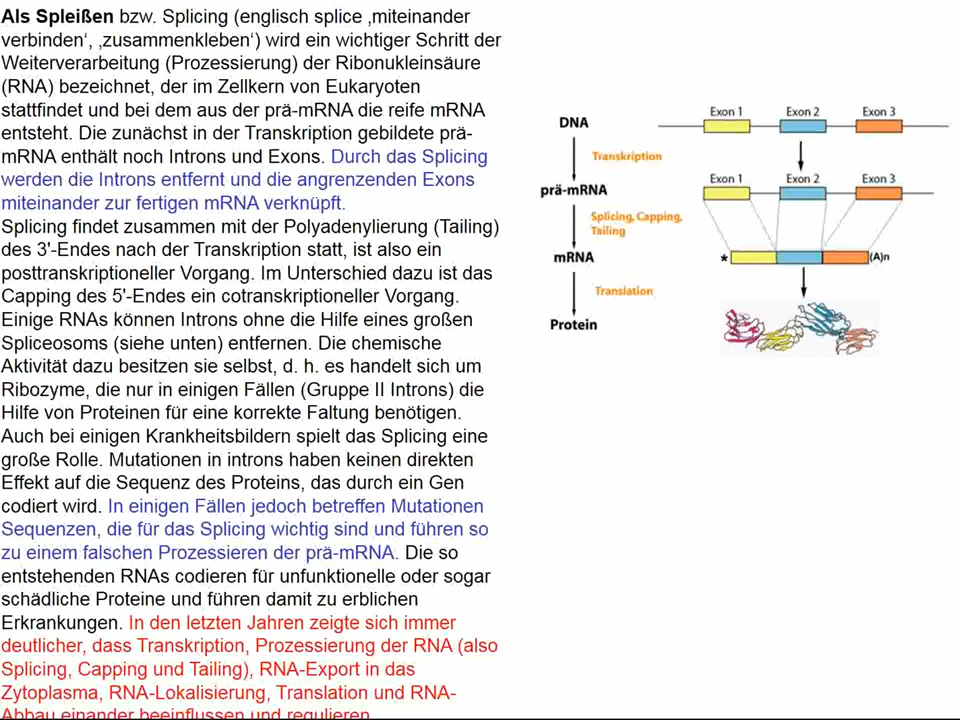 Als Spleißen bzw. Splicing (englisch splice ‚miteinander
verbinden‘, ‚zusammenkleben‘) wird ein wichtiger Schritt der
Weiterverarbeitung (Prozessierung) der Ribonukleinsäure
(RNA) bezeichnet, der im Zellkern von Eukaryoten
stattfindet und bei dem aus der prä-mRNA die reife mRNA
entsteht. Die zunächst in der Transkription gebildete prä-
mRNA enthält noch Introns und Exons. Durch das Splicing
werden die Introns entfernt und die angrenzenden Exons
miteinander zur fertigen mRNA verknüpft.
Splicing findet zusammen mit der Polyadenylierung (Tailing)
des 3'-Endes nach der Transkription statt, ist also ein
posttranskriptioneller Vorgang. Im Unterschied dazu ist das
Capping des 5'-Endes ein cotranskriptioneller Vorgang.
Einige RNAs können Introns ohne die Hilfe eines großen
Spliceosoms (siehe unten) entfernen. Die chemische
Aktivität dazu besitzen sie selbst, d. h. es handelt sich um
Ribozyme, die nur in einigen Fällen (Gruppe II Introns) die
Hilfe von Proteinen für eine korrekte Faltung benötigen.
Auch bei einigen Krankheitsbildern spielt das Splicing eine
große Rolle. Mutationen in introns haben keinen direkten
Effekt auf die Sequenz des Proteins, das durch ein Gen
codiert wird. In einigen Fällen jedoch betreffen Mutationen
Sequenzen, die für das Splicing wichtig sind und führen so
zu einem falschen Prozessieren der prä-mRNA. Die so
entstehenden RNAs codieren für unfunktionelle oder sogar
schädliche Proteine und führen damit zu erblichen
Erkrankungen. In den letzten Jahren zeigte sich immer
deutlicher, dass Transkription, Prozessierung der RNA (also
Splicing, Capping und Tailing), RNA-Export in das
Zytoplasma, RNA-Lokalisierung, Translation und RNA-
Abbau einander beeinflussen und regulieren
DNA
Transkription
prä-mRNA
Splicing, Capping,
Tailing
mRNA
Translation
Protein
Exon 1 Exon 2 Exon 3
Exon 1 Exon 2 Exon 3
* (A)n